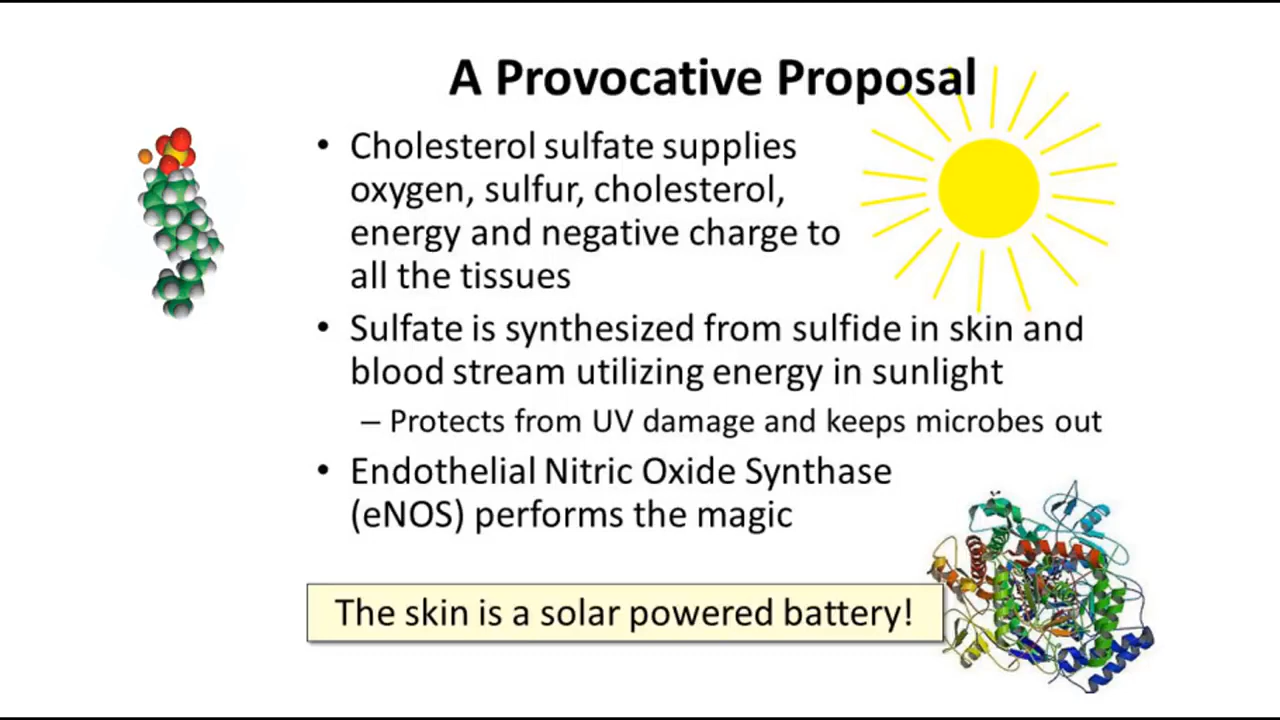 A Provocative Proposal
• Cholesterol sulfate supplies
oxygen, sulfur, cholesterol,
energy and negative charge to
all the tissues
• Sulfate is synthesized from sulfide in skin and
blood stream utilizing energy in sunlight
– Protects from UV damage and keeps microbes out
• Endothelial Nitric Oxide Synthase
(eNOS) performs the magic
The skin is a solar powered battery!